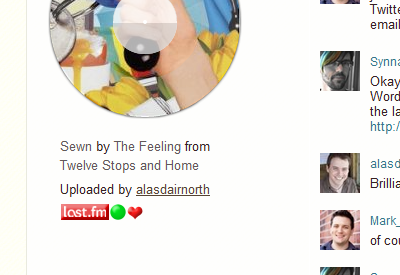 Sewn by The Feeling from
Twelve Stops and Home
Uploaded by alasdairnorth
lost.fm
Twitte
email
Synna
Okay
Word
the la
http:/
alasd
Brillia
Mark_
of cou